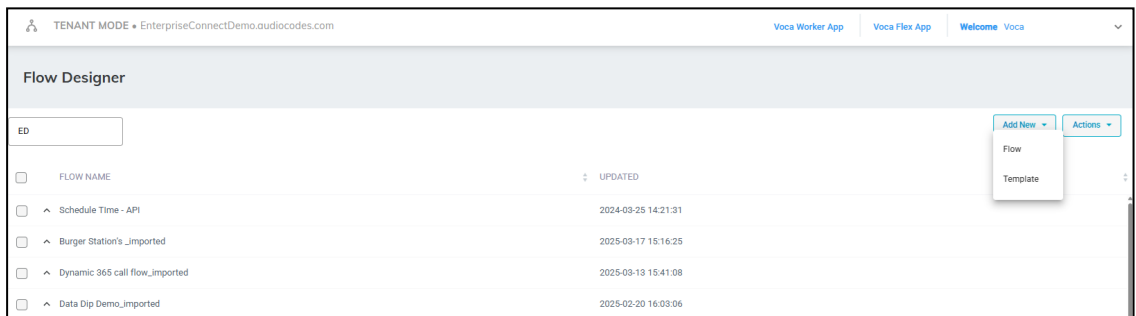 TENANT MODE • EnterpriseConnectDemo.audiocodes.com Voca Worker App Voca Flex App Welcome Voca
Flow Designer
ED Add New Actions
Flow
FLOW NAME UPDATED Template
Schedule TIme - API 2024-03-25 14:21:31
Burger Station's _imported 2025-03-17 15:16:25
Dynamic 365 call flow_imported 2025-03-13 15:41:08
Data Dip Demo_imported 2025-02-20 16:03:06